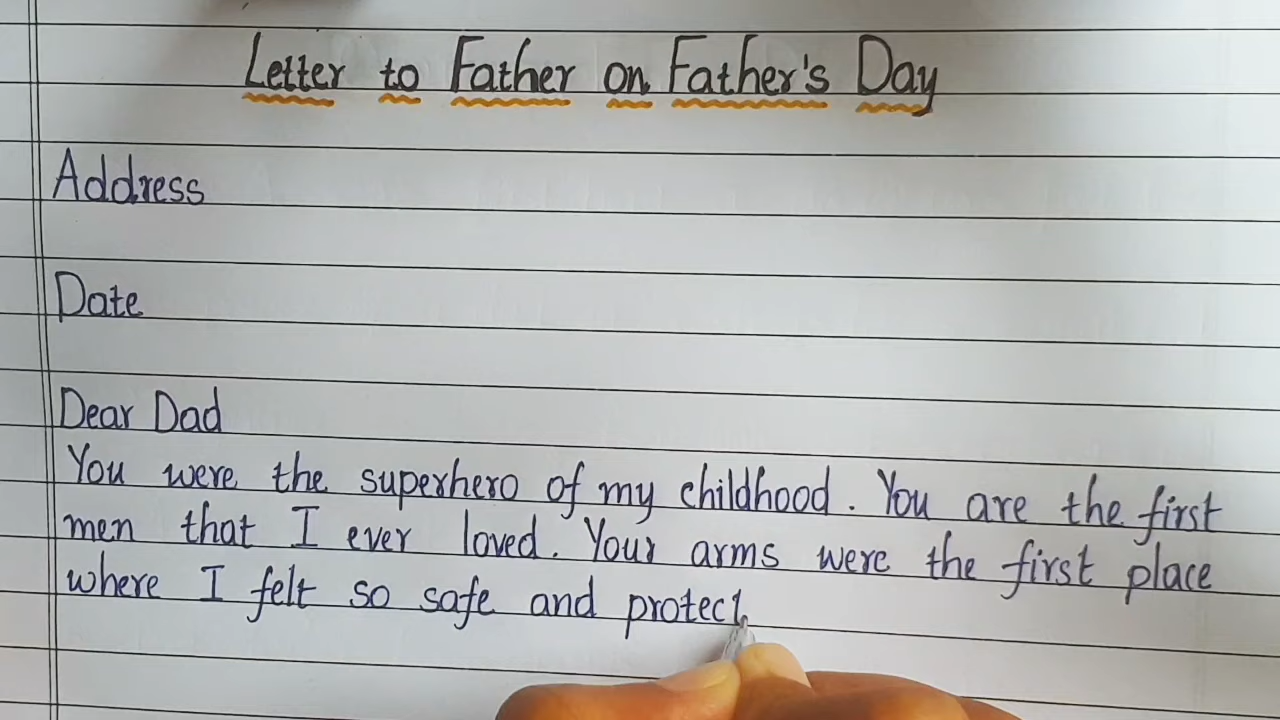 Letter to Father on Father's Day
Address
Date
Dear Dad
You were the superhero of my childhood. You are the first
men that I ever loved. Your arms were the first place
where I felt so safe and protect